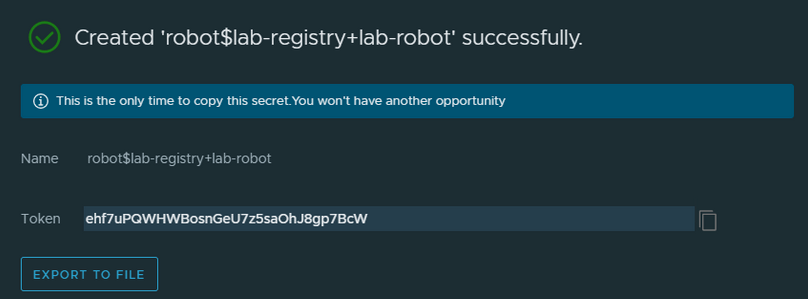 Created 'robot$lab-registry+lab-robot' successfully.
This is the only time to copy this secret.You won't have another opportunity
Name robot$lab-registry+lab-robot
Token ehf7uPQWHWBosnGeU7z5saOhJ8gp7BcW
EXPORT TO FILE